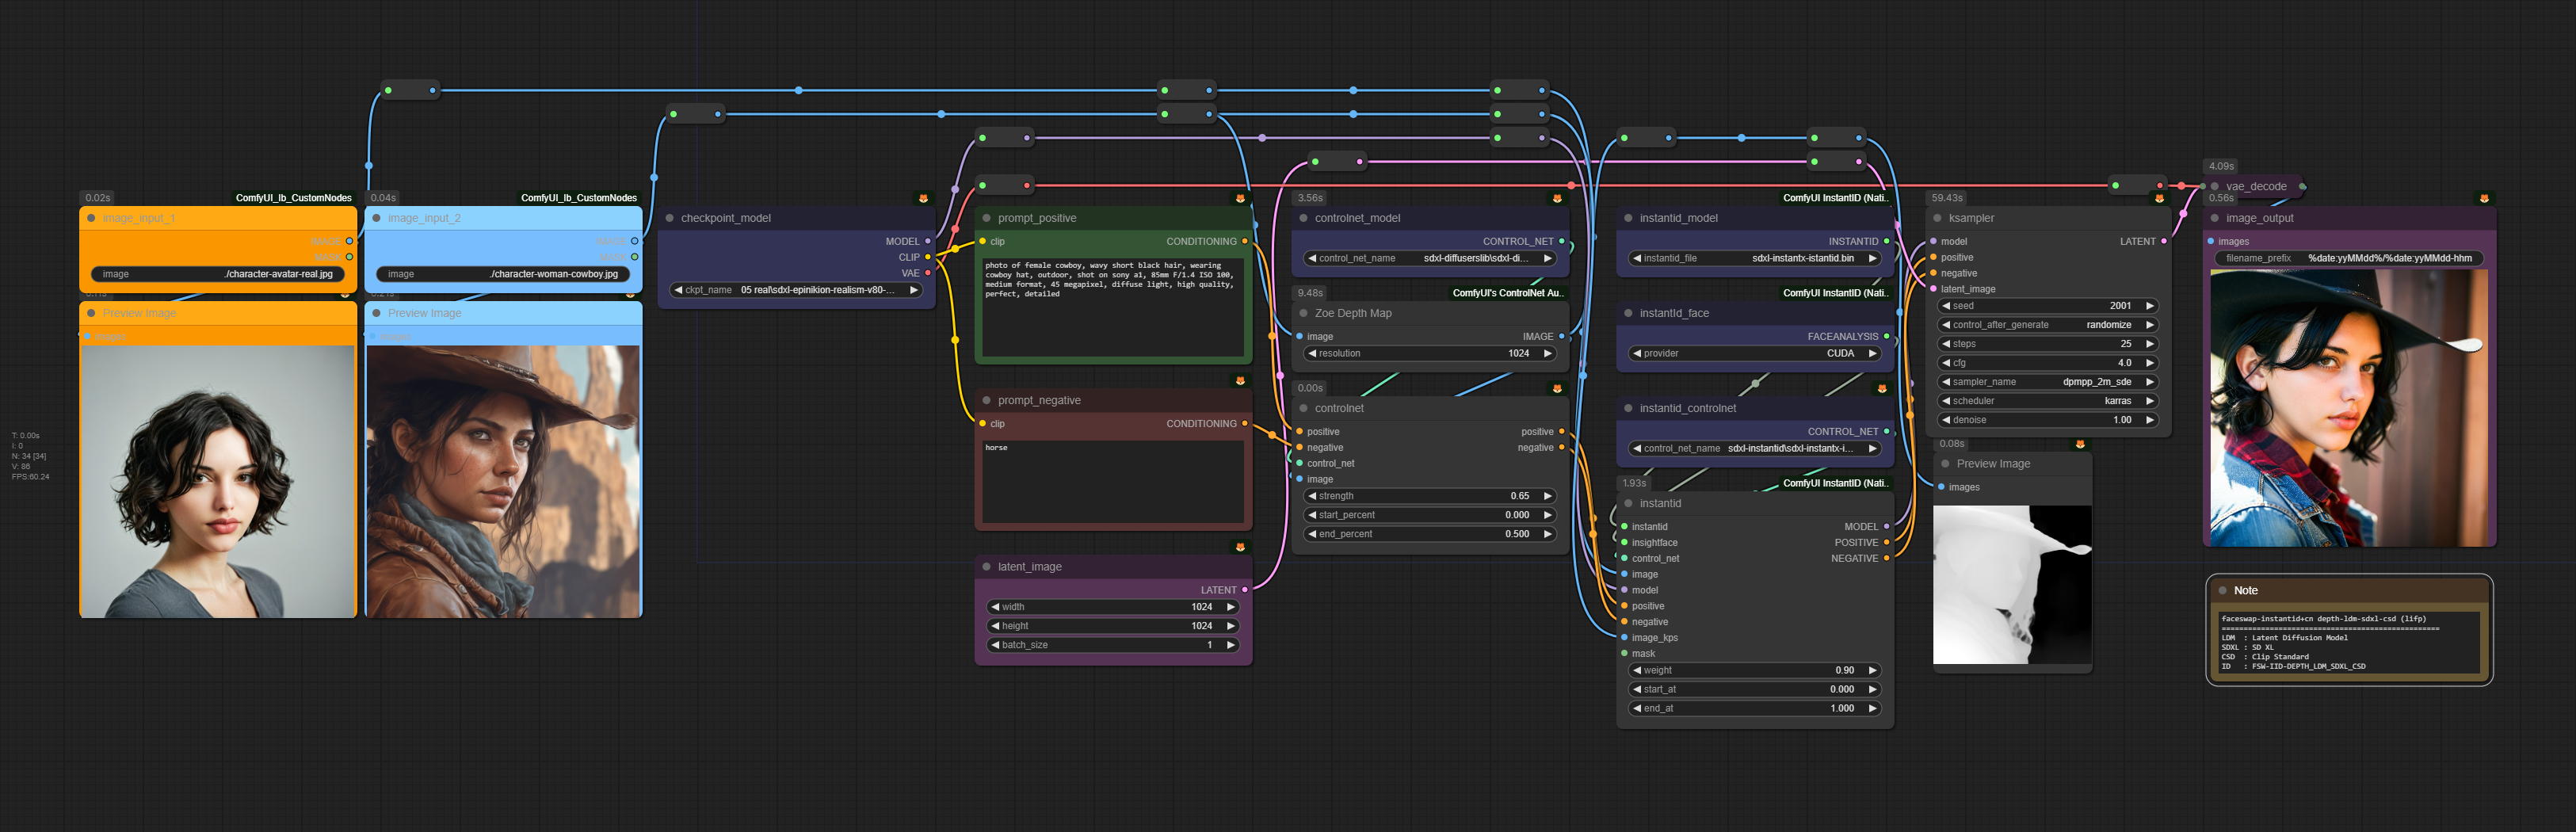 T: 0.00s
I: 0
N: 34 [34]
V: 86
FPS:60.24
0.02s
ComfyUI_Ib_CustomNodes
image_input_1
IMAGE
MASK
image
./character-avatar-real.jpg
Preview Image
images
0.04s
ComfyUI_Ib_CustomNodes
image_input_2
IMAGE
MASK
image
./character-woman-cowboy.jpg
Preview Image
images
checkpoint_model
MODEL
CLIP
VAE
ckpt_name
05 real\sdxl-epinikion-realism-v80-...
prompt_positive
clip
CONDITIONING
photo of female cowboy, wavy short black hair, wearing
cowboy hat, outdoor, shot on sony a1, 85mm F/1.4 ISO 100,
medium format, 45 megapixel, diffuse light, high quality,
perfect, detailed
prompt_negative
clip
CONDITIONING
horse
latent_image
LATENT
width
1024
height
1024
batch_size
1
3.56s
controlnet_model
CONTROL_NET
control_net_name
sdxl-diffuserslib\sdxl-di...
9.48s
ComfyUI's ControlNet Au..
Zoe Depth Map
image
IMAGE
resolution
1024
0.00s
controlnet
positive
positive
negative
negative
control_net
image
strength
0.65
start_percent
0.000
end_percent
0.500
ComfyUI InstantID (Nati..
instantid_model
INSTANTID
instantid_file
sdxl-instantx-istantid.bin
ComfyUI InstantID (Nati..
instantId_face
FACEANALYSIS
provider
CUDA
instantid_controlnet
CONTROL_NET
control_net_name
sdxl-instantid\sdxl-instantx-i...
1.93s
ComfyUI InstantID (Nati..
instantid
instantid
MODEL
insightface
POSITIVE
control_net
NEGATIVE
image
model
positive
negative
image_kps
mask
weight
0.90
start_at
0.000
end_at
1.000
59.43s
ksampler
model
LATENT
positive
negative
latent_image
seed
2001
control_after_generate
randomize
steps
25
cfg
4.0
sampler_name
dpmpp_2m_sde
scheduler
karras
denoise
1.00
0.08s
Preview Image
images
4.09s
vae_decode
0.56s
image_output
images
filename_prefix
%date:yyMMdd%/%date:yyMMdd-hhm
Note
faceswap-instantid+cn depth-ldm-sdxl-csd (lifp)
==================================================
LDM : Latent Diffusion Model
SDXL : SD XL
CSD : Clip Standard
ID : FSW-IID-DEPTH_LDM_SDXL_CSD